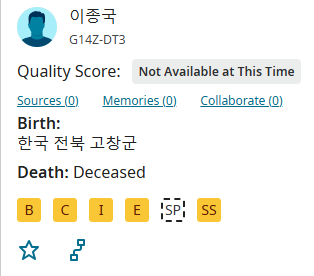 이종국
G14Z-DT3
Quality Score: Not Available at This Time
Sources (0) Memories (0) Collaborate (0)
Birth:
한국 전북 고창군
Death: Deceased
B C I E SP SS